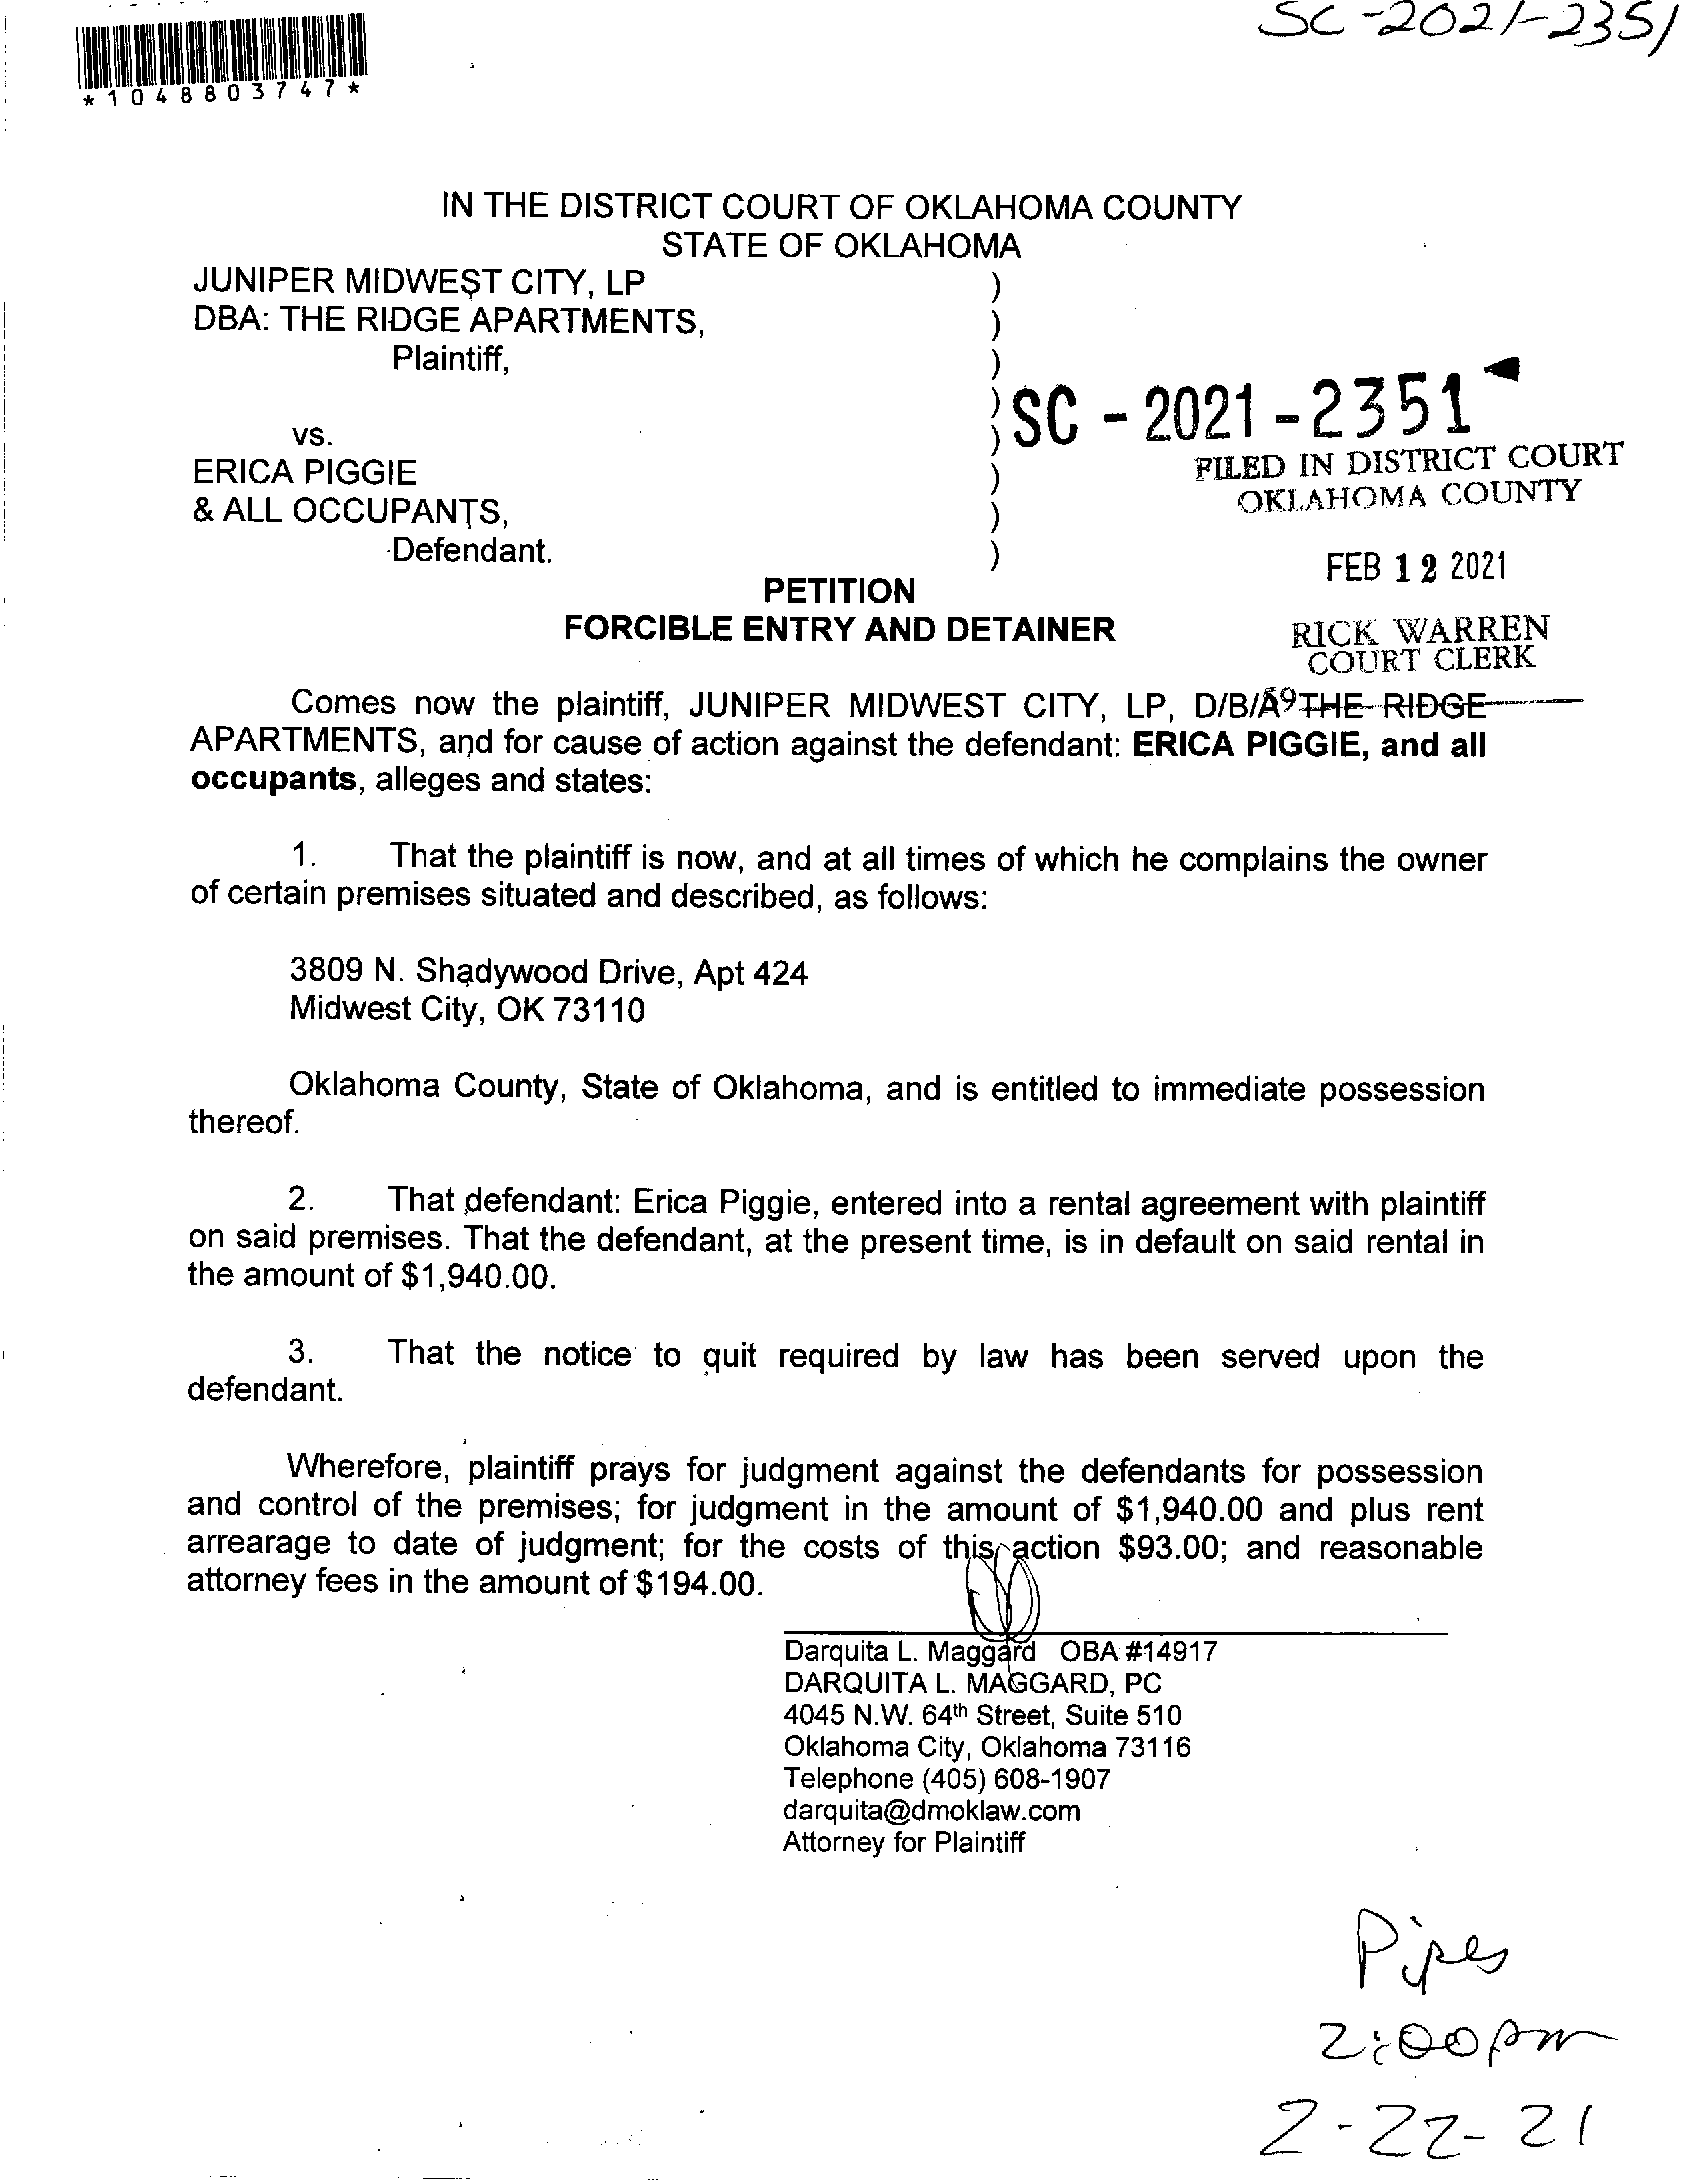 SC-2021-2351
*1048803747*
IN THE DISTRICT COURT OF OKLAHOMA COUNTY
STATE OF OKLAHOMA
JUNIPER MIDWEST CITY, LP )
DBA: THE RIDGE APARTMENTS, )
Plaintiff, )
)
SC - 2021 - 2351
vs. )
FILED IN DISTRICT COURT
ERICA PIGGIE )
OKLAHOMA COUNTY
& ALL OCCUPANTS, )
Defendant. )
FEB 12 2021
PETITION
FORCIBLE ENTRY AND DETAINER
RICK WARREN
COURT CLERK
Comes now the plaintiff, JUNIPER MIDWEST CITY, LP, D/B/A 59 THE RIDGE
APARTMENTS, and for cause of action against the defendant: ERICA PIGGIE, and all
occupants, alleges and states:
1. That the plaintiff is now, and at all times of which he complains the owner
of certain premises situated and described, as follows:
3809 N. Shadywood Drive, Apt 424
Midwest City, OK 73110
Oklahoma County, State of Oklahoma, and is entitled to immediate possession
thereof.
2. That defendant: Erica Piggie, entered into a rental agreement with plaintiff
on said premises. That the defendant, at the present time, is in default on said rental in
the amount of $1,940.00.
3. That the notice to quit required by law has been served upon the
defendant.
Wherefore, plaintiff prays for judgment against the defendants for possession
and control of the premises; for judgment in the amount of $1,940.00 and plus rent
arrearage to date of judgment; for the costs of this action $93.00; and reasonable
attorney fees in the amount of $194.00.
Darquita L. Maggard OBA #14917
DARQUITA L. MAGGARD, PC
4045 N.W. 64th Street, Suite 510
Oklahoma City, Oklahoma 73116
Telephone (405) 608-1907
darquita@dmoklaw.com
Attorney for Plaintiff
Pipes
2:00pm
2-22-21